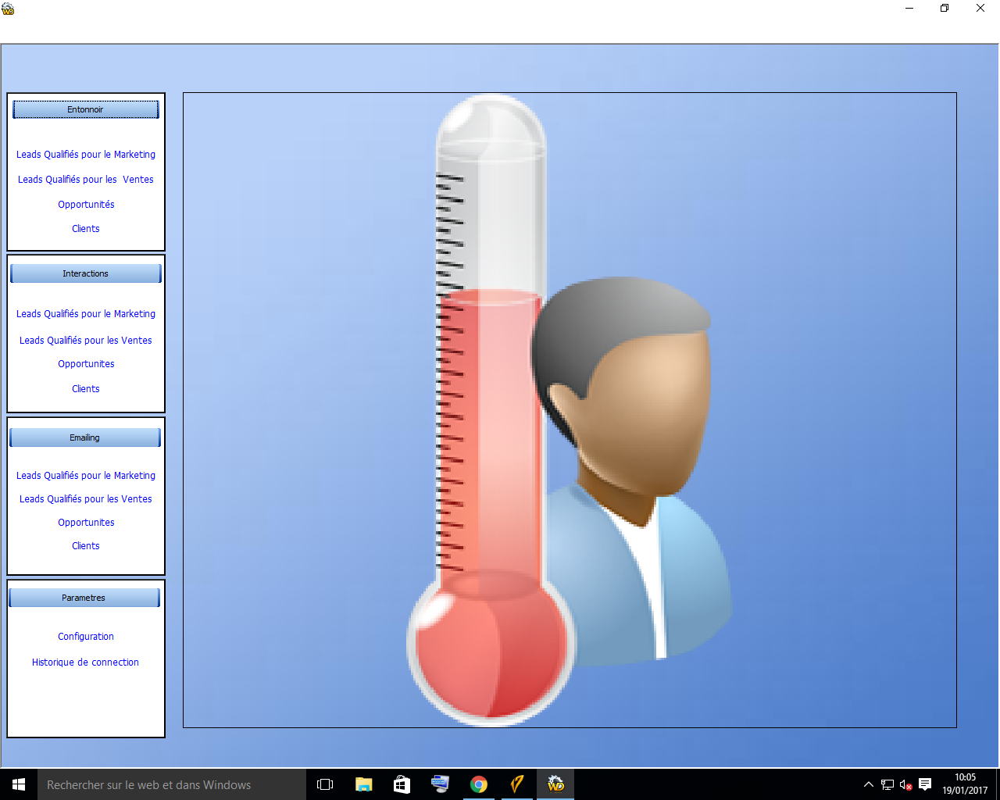 WD
Entonnoir
Leads Qualifiés pour le Marketing
Leads Qualifiés pour les  Ventes
Opportunités
Clients
Interactions
Leads Qualifiés pour le Marketing
Leads Qualifiés pour les Ventes
Opportunites
Clients
Emailing
Leads Qualifiés pour le Marketing
Leads Qualifiés pour les Ventes
Opportunites
Clients
Parametres
Configuration
Historique de connection
Rechercher sur le web et dans Windows
WD
10:05
19/01/2017